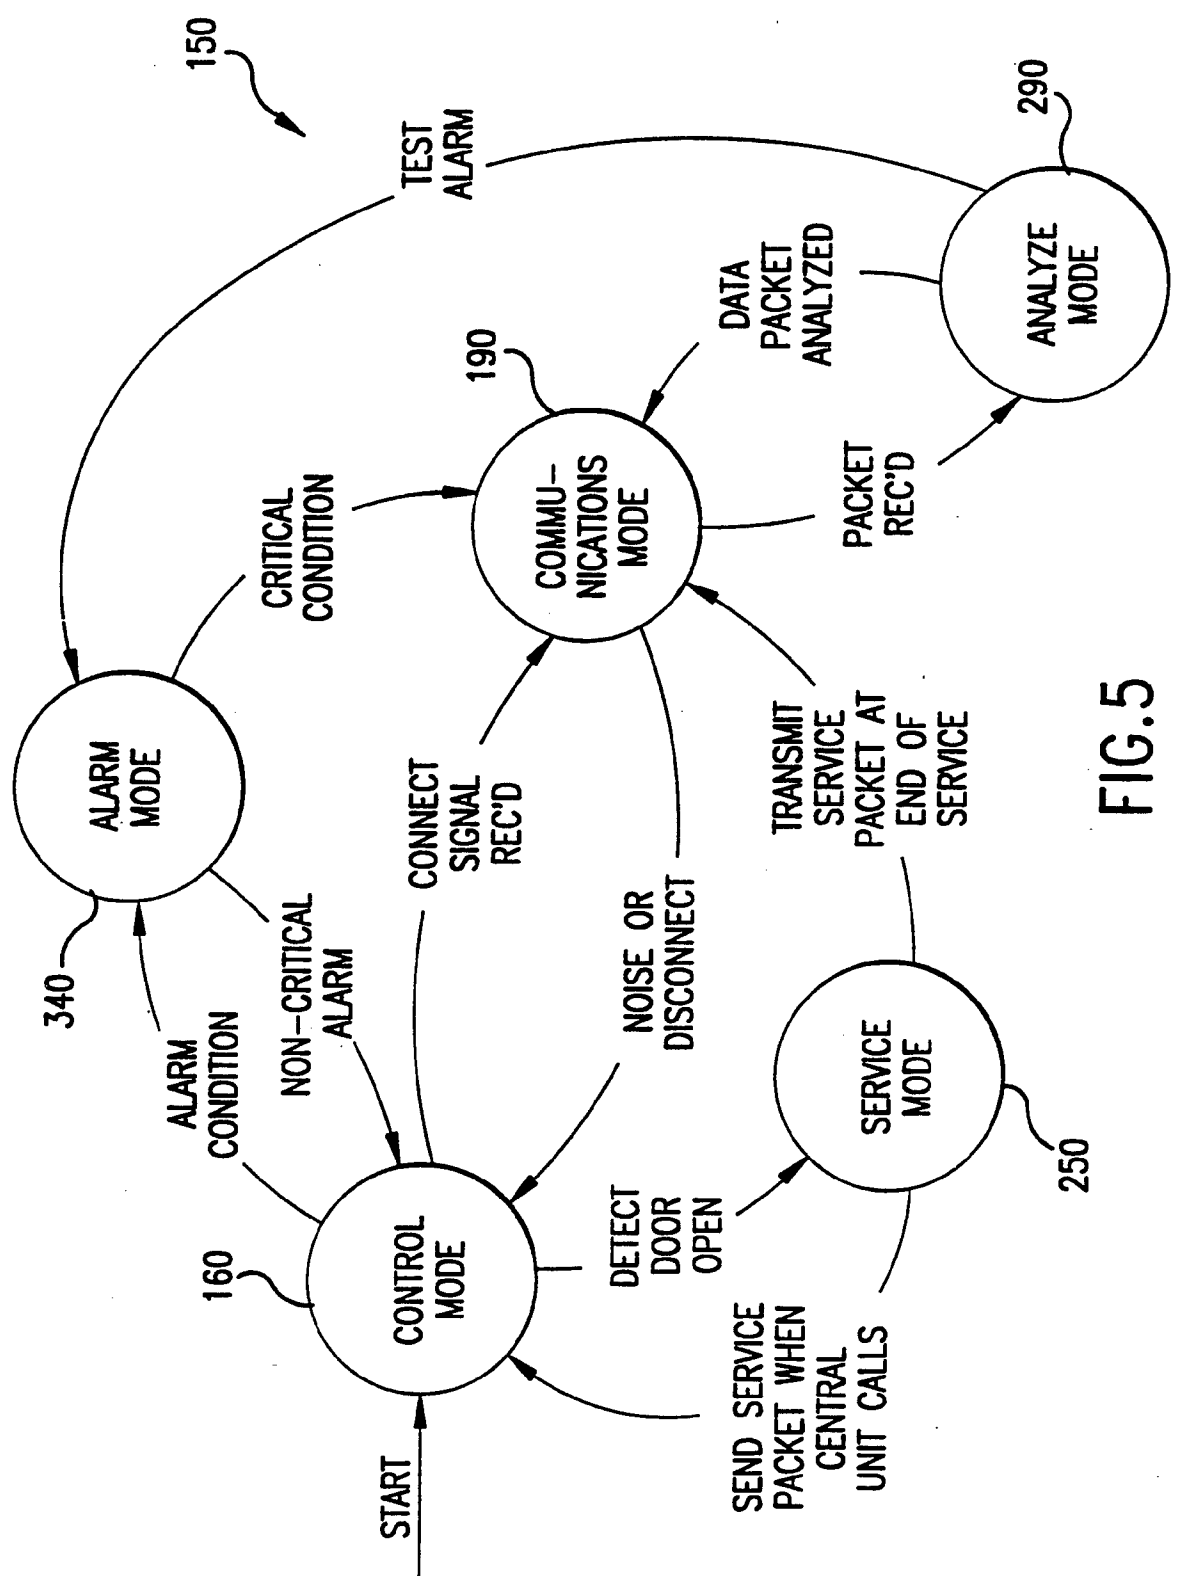 150
TEST
ALARM
290
ANALYZE
MODE
DATA
PACKET
ANALYZED
190
COMMU-
NICATIONS
MODE
PACKET
REC'D
CRITICAL
CONDITION
ALARM
MODE
340
CONNECT
SIGNAL
REC'D
TRANSMIT
SERVICE
PACKET AT
END OF
SERVICE
NON-CRITICAL
ALARM
ALARM
CONDITION
NOISE OR
DISCONNECT
SERVICE
MODE
250
160
CONTROL
MODE
DETECT
DOOR
OPEN
START
SEND SERVICE
PACKET WHEN
CENTRAL
UNIT CALLS
FIG.5